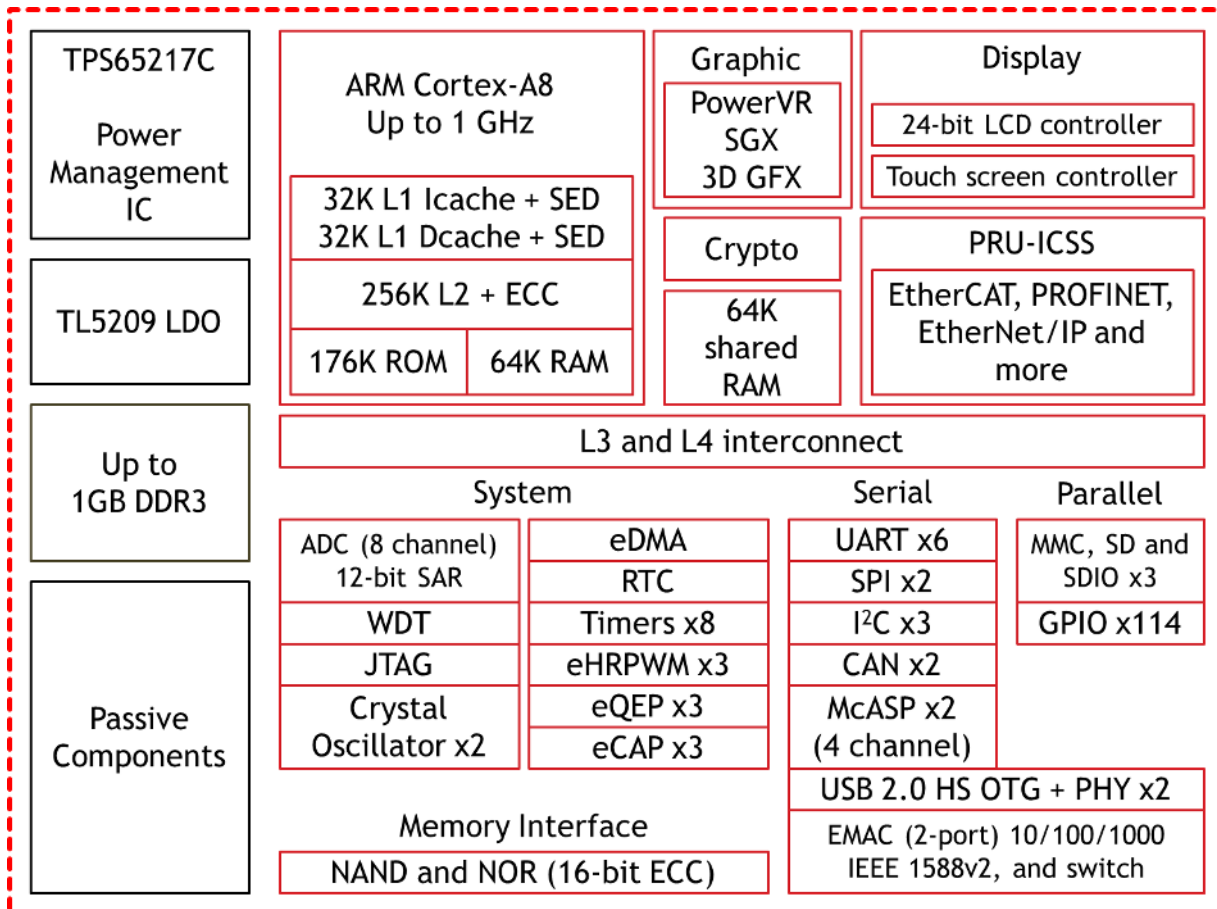 TPS65217C
Power
Management
IC
TL5209 LDO
Up to
1GB DDR3
Passive
Components
ARM Cortex-A8
Up to 1 GHz
32K L1 Icache + SED
32K L1 Dcache + SED
256K L2 + ECC
176K ROM
64K RAM
Graphic
PowerVR
SGX
3D GFX
Crypto
64K
shared
RAM
Display
24-bit LCD controller
Touch screen controller
PRU-ICSS
EtherCAT, PROFINET,
EtherNet/IP and
more
L3 and L4 interconnect
System
ADC (8 channel)
12-bit SAR
WDT
JTAG
Crystal
Oscillator x2
eDMA
RTC
Timers x8
eHRPWM x3
eQEP x3
eCAP x3
Serial
UART x6
SPI x2
I²C x3
CAN x2
McASP x2
(4 channel)
USB 2.0 HS OTG + PHY x2
EMAC (2-port) 10/100/1000
IEEE 1588v2, and switch
Parallel
MMC, SD and
SDIO x3
GPIO x114
Memory Interface
NAND and NOR (16-bit ECC)